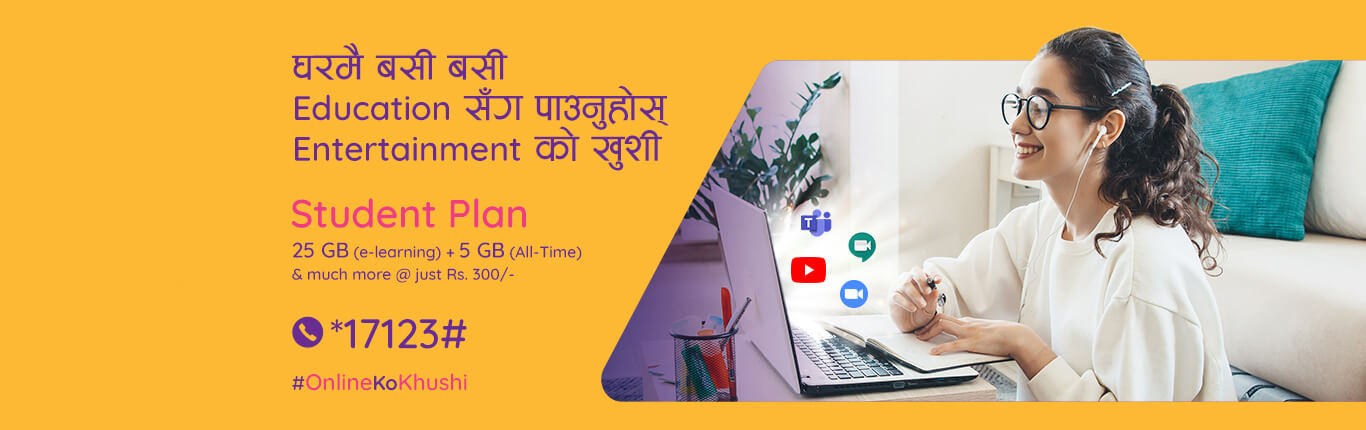 घरमै बसी बसी
Education सँग पाउनुहोस्
Entertainment को खुशी
Student Plan
25 GB (e-learning) + 5 GB (All-Time)
& much more @ just Rs. 300/-
*17123#
#OnlineKoKhushi
T